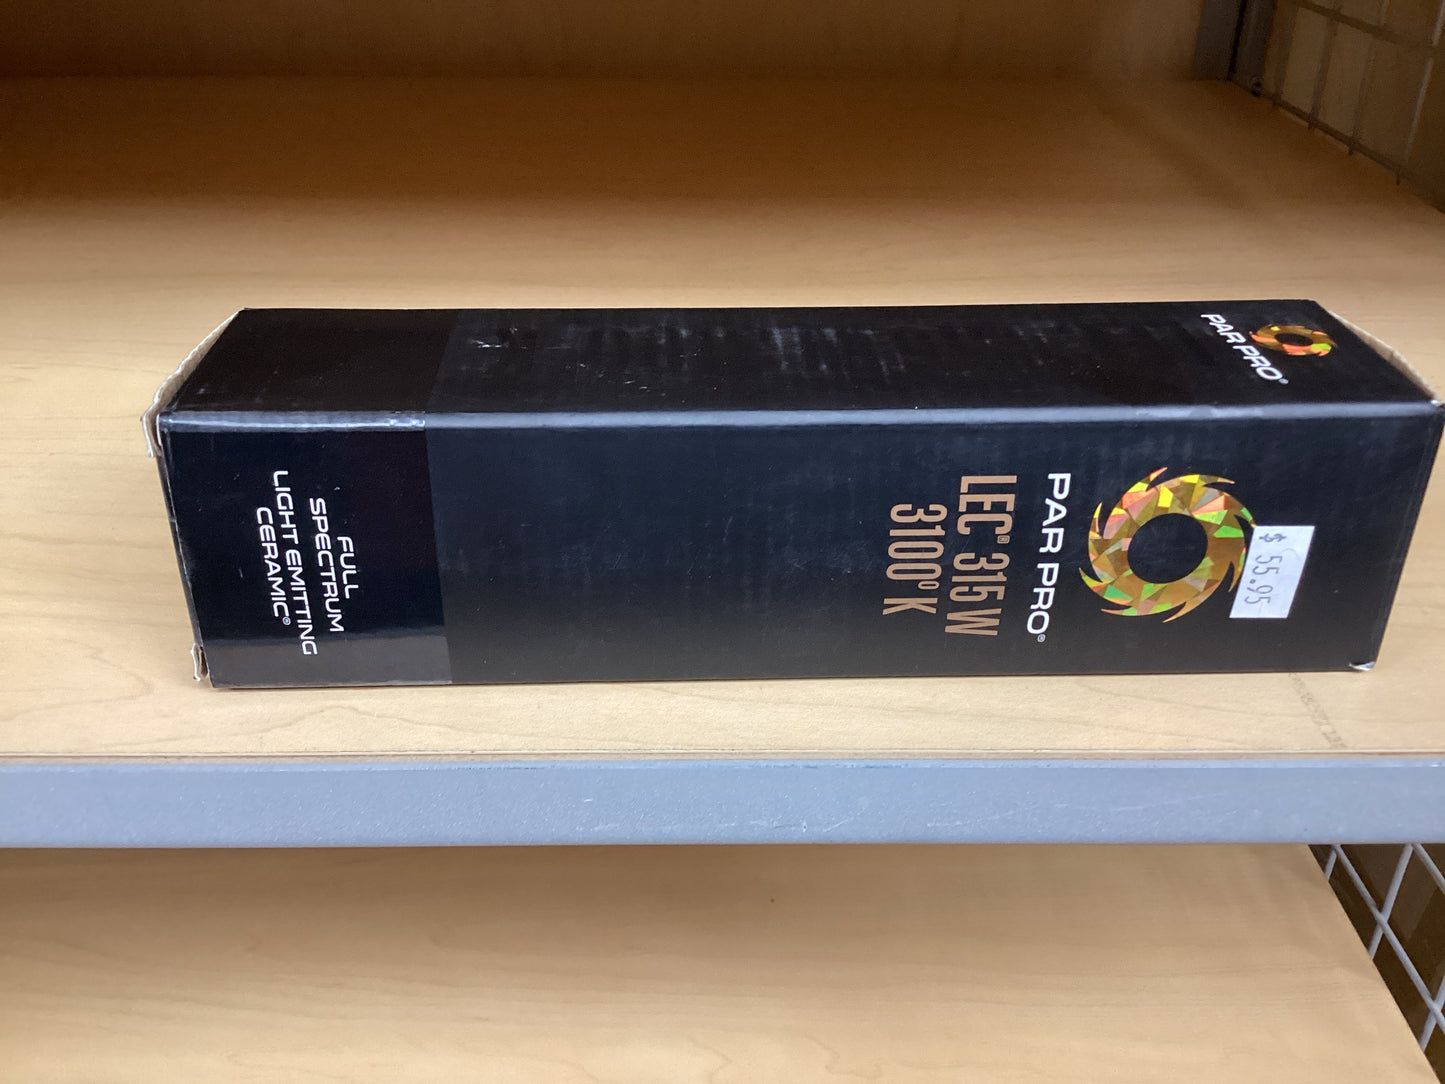 PAR PRO®
PAR PRO®
LEC® 315 W
3100° K
$ 55.95
FULL
SPECTRUM
LIGHT EMITTING
CERAMIC®